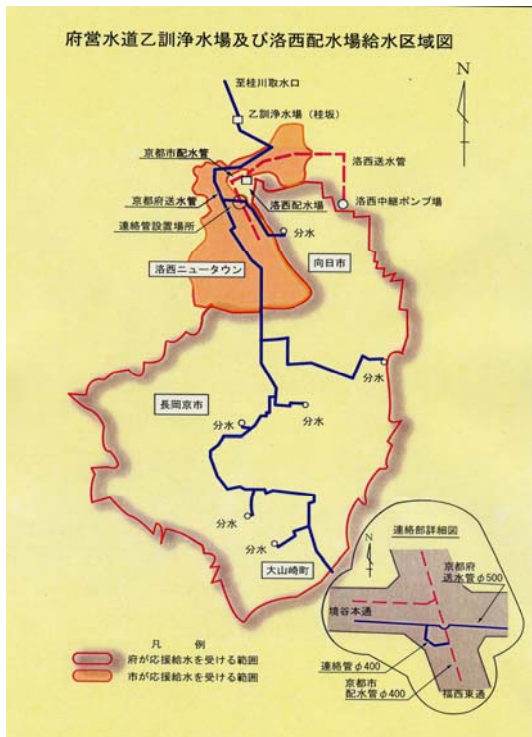 府営水道乙訓浄水場及び洛西配水場給水区域図
N
至桂川取水口
乙訓浄水場（桂坂）
京都市配水管
洛西送水管
京都府送水管
洛西配水場
洛西中継ポンプ場
連絡管設置場所
分水
洛西ニュータウン
向日市
分水
長岡京市
分水
分水
分水
分水
大山崎町
連絡部詳細図
N
京都府
送水管φ500
境谷本通
連絡管φ400
京都市
配水管φ400
福西東通
凡 例
府が応援給水を受ける範囲
市が応援給水を受ける範囲